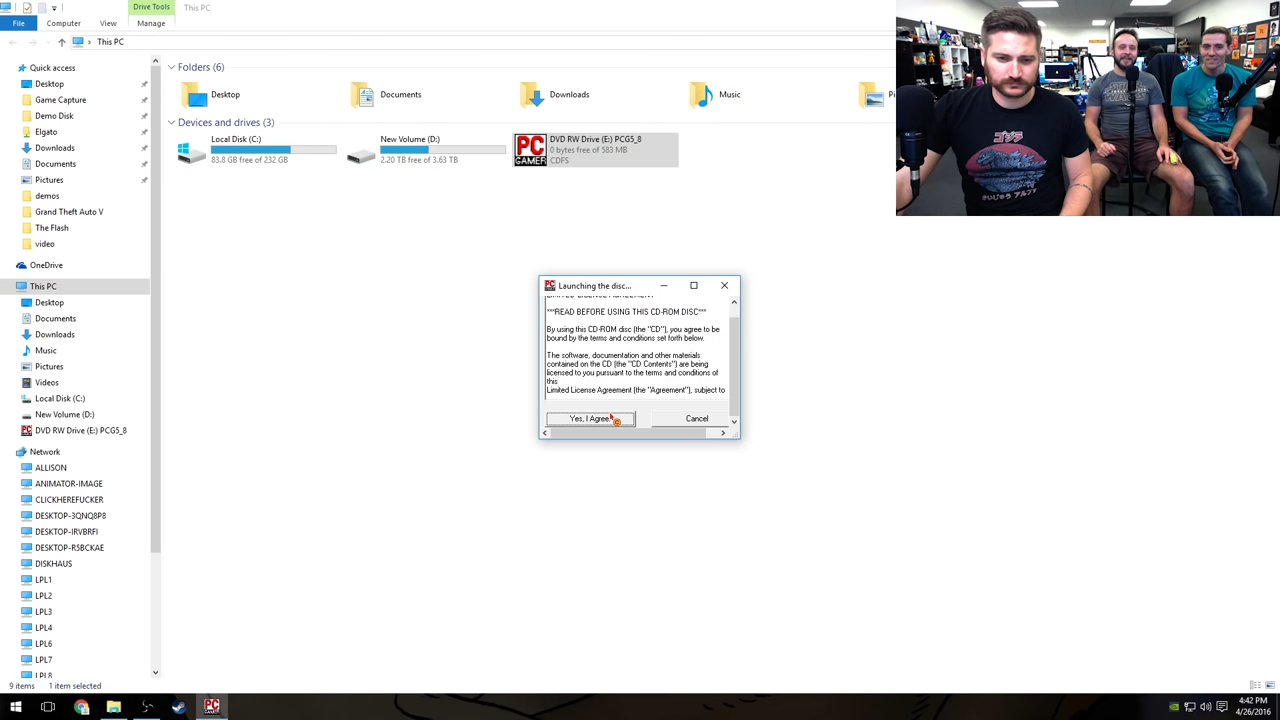 Drive Tools
This PC
File
Computer
View
Manage
This PC
Quick access
Desktop
Game Capture
Demo Disk
Elgato
Downloads
Documents
Pictures
demos
Grand Theft Auto V
The Flash
video
OneDrive
This PC
Desktop
Documents
Downloads
Music
Pictures
Videos
Local Disk (C:)
New Volume (D:)
DVD RW Drive (E:) PCG5_8
Network
ALLISON
ANIMATOR-IMAGE
CLICKHEREFUCKER
DESKTOP-3QNQ8P8
DESKTOP-IRVBRFI
DESKTOP-R5BCKAE
DISKHAUS
LPL1
LPL2
LPL3
LPL4
LPL6
LPL7
LPL8
Folders (6)
Desktop
Documents
Downloads
Music
Pi
Devices and drives (3)
Local Disk (C:)
83.8 GB free of 232 GB
New Volume (D:)
2.20 TB free of 3.63 TB
PC
GAMER
DVD RW Drive (E:) PCG5_8
0 bytes free of 583 MB
CDFS
Launching the disc...
LIMITED LICENSE AGREEMENT
***READ BEFORE USING THIS CD-ROM DISC***
By using this CD-ROM disc (the "CD"), you agree to be
bound by the terms and conditions set forth below.
The software, documentation and other materials
contained on the CD (the "CD Contents") are being
licensed to you pursuant to the terms and conditions of
this
Limited License Agreement (the "Agreement"), subject to
Yes, I Agree
Cancel
ゴジラ
9 items
1 item selected
4:42 PM
4/26/2016